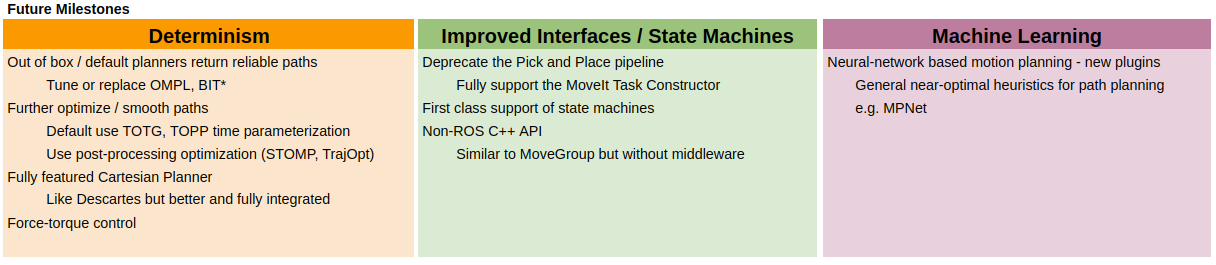 Future Milestones
Determinism
Out of box / default planners return reliable paths
Tune or replace OMPL, BIT*
Further optimize / smooth paths
Default use TOTG, TOPP time parameterization
Use post-processing optimization (STOMP, TrajOpt)
Fully featured Cartesian Planner
Like Descartes but better and fully integrated
Force-torque control
Improved Interfaces / State Machines
Deprecate the Pick and Place pipeline
Fully support the MoveIt Task Constructor
First class support of state machines
Non-ROS C++ API
Similar to MoveGroup but without middleware
Machine Learning
Neural-network based motion planning - new plugins
General near-optimal heuristics for path planning
e.g. MPNet